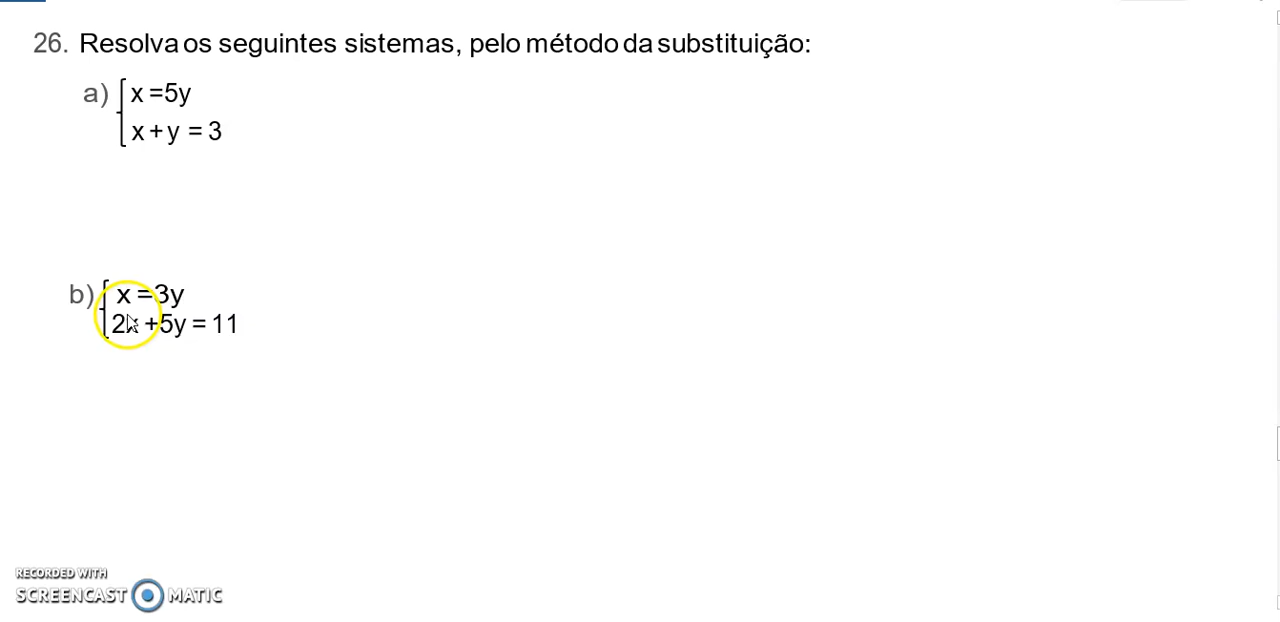 26. Resolva os seguintes sistemas, pelo método da substituição:
a) x =5y
x + y = 3
b) x =3y
2x +5y = 11
RECORDED WITH
SCREENCAST MATIC